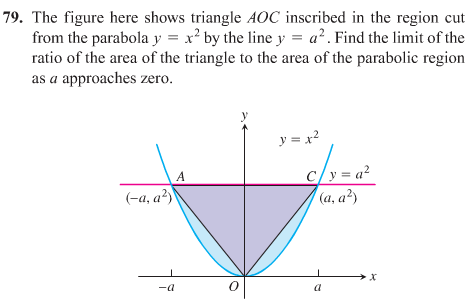 79. The figure here shows triangle AOC inscribed in the region cut
from the parabola y = x² by the line y = a². Find the limit of the
ratio of the area of the triangle to the area of the parabolic region
as a approaches zero.
y
y = x²
A
C
y = a²
(–a, a²)
(a, a²)
x
–a
O
a